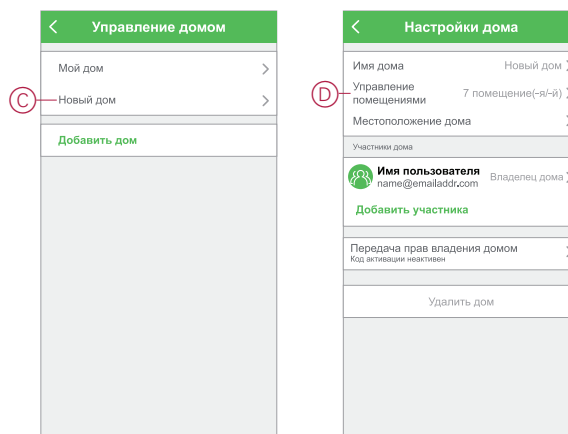 Управление домом
Мой дом
C
Новый дом
Добавить дом
Настройки дома
Имя дома Новый дом
D
Управление помещениями 7 помещение(-я/-й)
Местоположение дома
Участники дома
Имя пользователя
name@emailaddr.com Владелец дома
Добавить участника
Передача прав владения домом
Код активации неактивен
Удалить дом